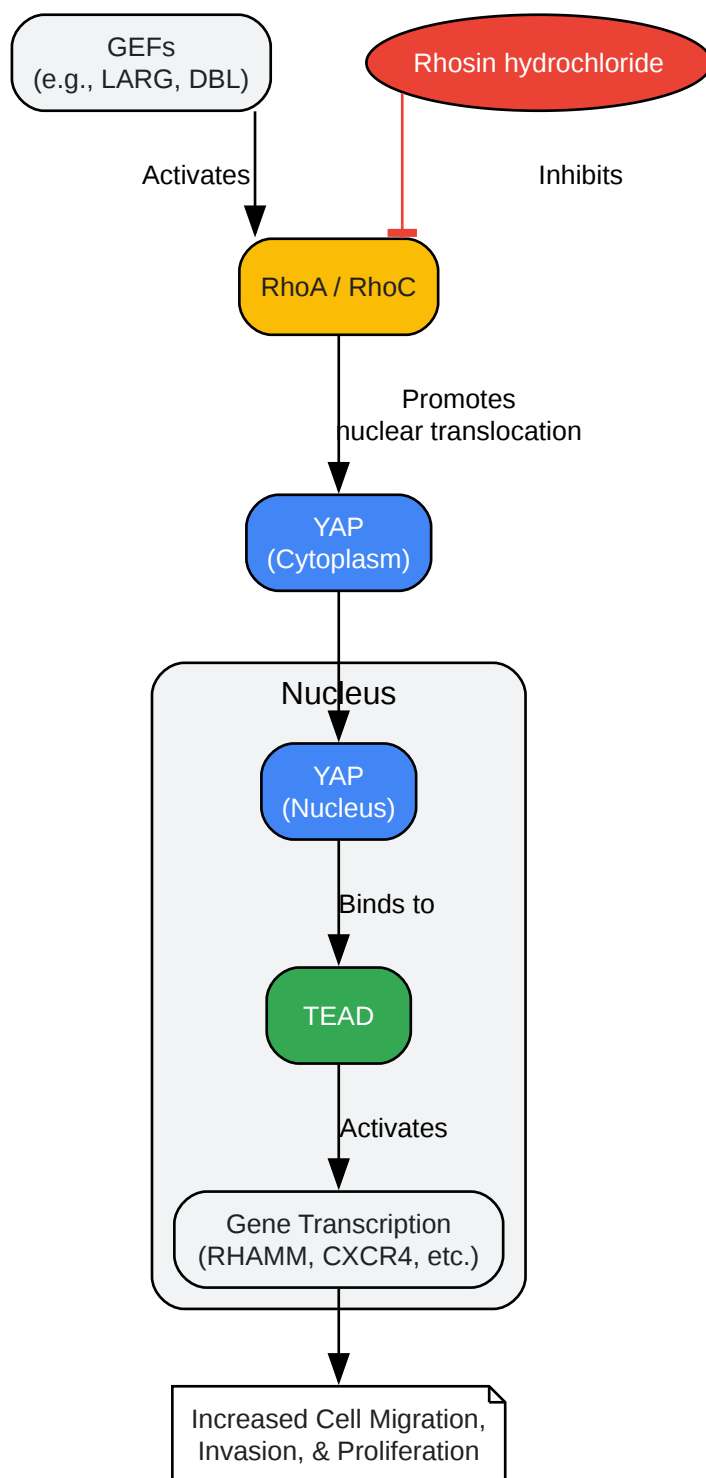 GEFs
(e.g., LARG, DBL)
Rhosin hydrochloride
Activates
Inhibits
RhoA / RhoC
Promotes
nuclear translocation
YAP
(Cytoplasm)
Nucleus
YAP
(Nucleus)
Binds to
TEAD
Activates
Gene Transcription
(RHAMM, CXCR4, etc.)
Increased Cell Migration,
Invasion, & Proliferation